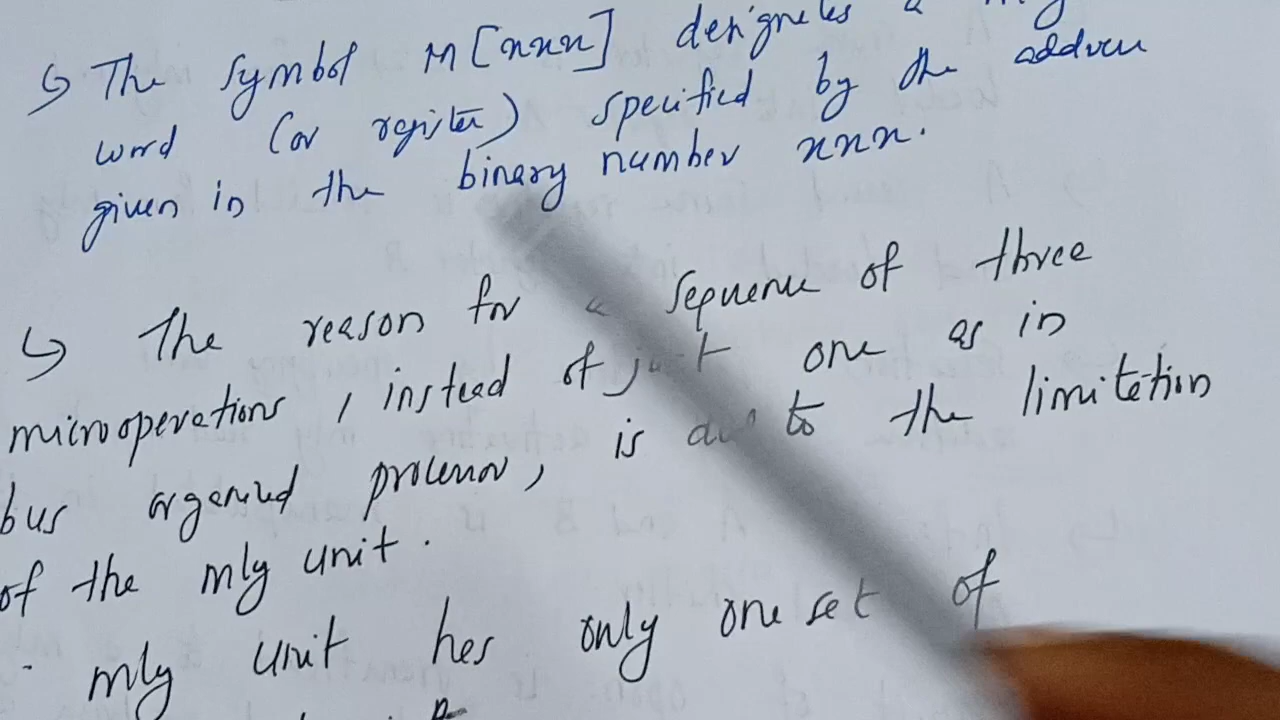 ↳ The symbol M[xxx] designates a mly
word (or register) specified by the address
given in the binary number xxx.
↳ The reason for a sequence of three
microoperations, instead of just one as in
bus organized processor, is due to the limitation
of the mly unit.
mly unit has only one set of